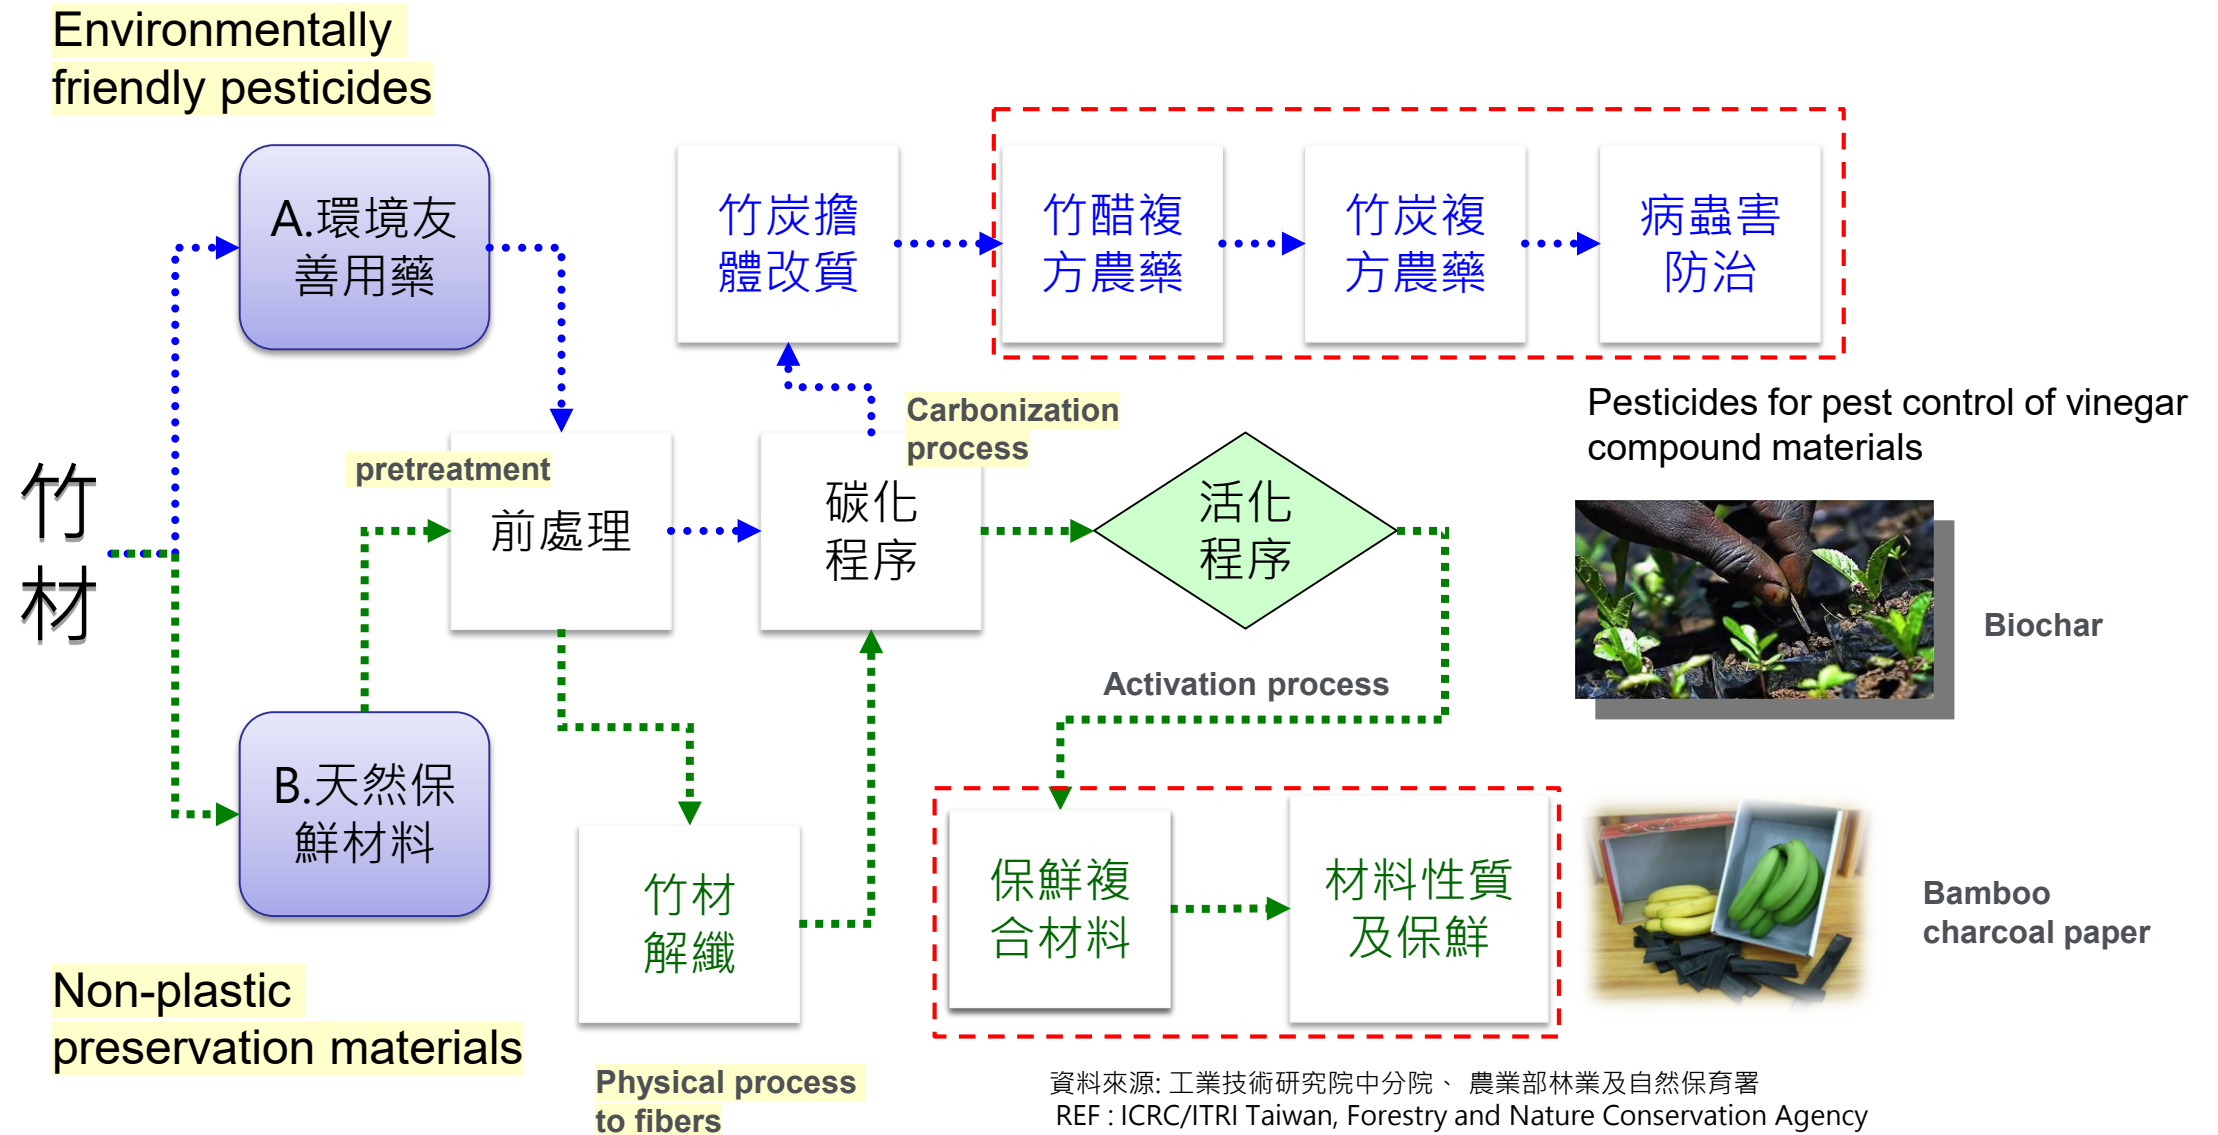 Environmentally
friendly pesticides
A.環境友
善用藥
竹炭擔
體改質
竹醋複
方農藥
竹炭複
方農藥
病蟲害
防治
Pesticides for pest control of vinegar
compound materials
Carbonization
process
pretreatment
竹
材
前處理
碳化
程序
活化
程序
Biochar
Activation process
B.天然保
鮮材料
竹材
解纖
保鮮複
合材料
材料性質
及保鮮
Bamboo
charcoal paper
Non-plastic
preservation materials
Physical process
to fibers
資料來源: 工業技術研究院中分院、 農業部林業及自然保育署
REF : ICRC/ITRI Taiwan, Forestry and Nature Conservation Agency